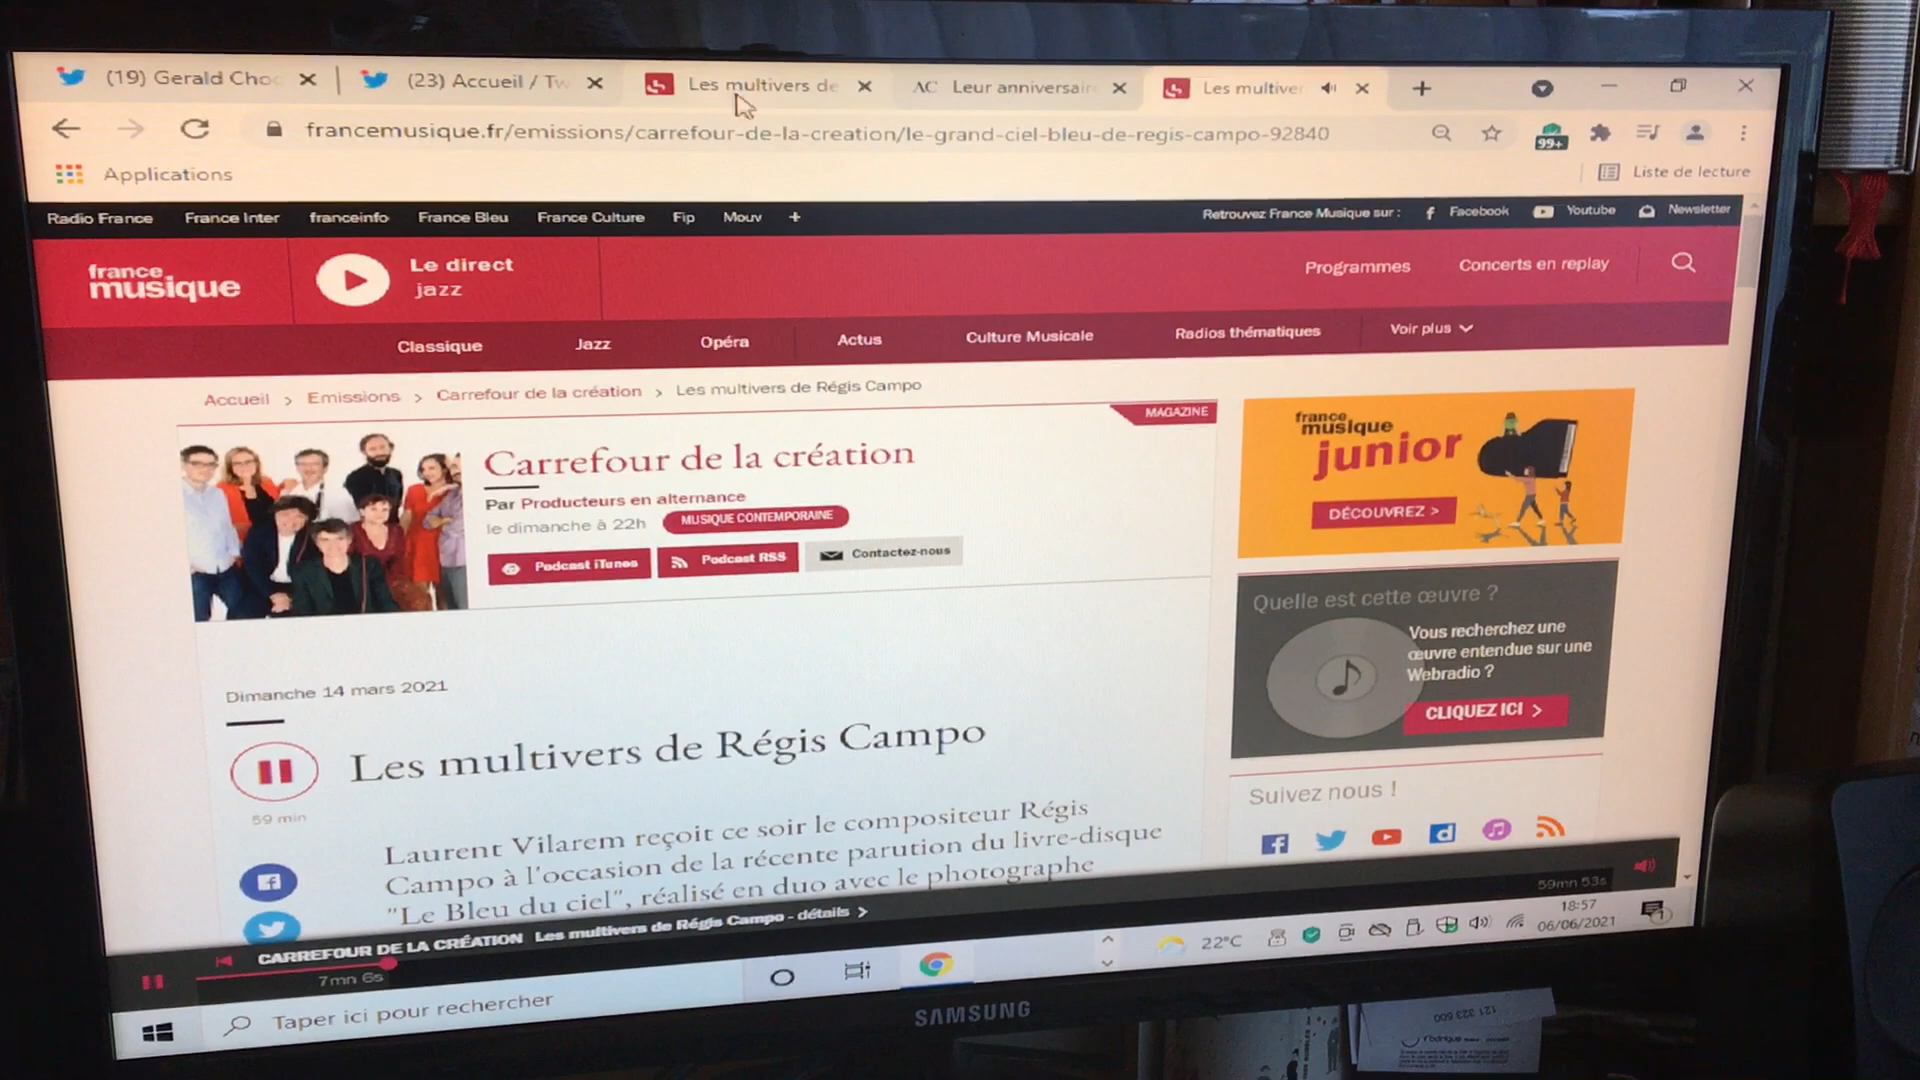 (19) Gerald Choc
(23) Accueil / Tw
Les multivers de
AC Leur anniversair
Les multiver
francemusique.fr/emissions/carrefour-de-la-creation/le-grand-ciel-bleu-de-regis-campo-92840
99+
Applications
Liste de lecture
Radio France France Inter franceinfo France Bleu France Culture Fip Mouv +
Retrouvez France Musique sur : Facebook Youtube Newsletter
france
musique
Le direct
jazz
Programmes Concerts en replay
Classique Jazz Opéra Actus Culture Musicale Radios thématiques Voir plus
Accueil > Emissions > Carrefour de la création > Les multivers de Régis Campo
MAGAZINE
Carrefour de la création
Par Producteurs en alternance
le dimanche à 22h MUSIQUE CONTEMPORAINE
Podcast iTunes Podcast RSS Contactez-nous
france
musique
junior
DÉCOUVREZ >
Quelle est cette œuvre ?
Vous recherchez une
œuvre entendue sur une
Webradio ?
CLIQUEZ ICI >
Dimanche 14 mars 2021
Les multivers de Régis Campo
59 min
Laurent Vilarem reçoit ce soir le compositeur Régis
Campo à l'occasion de la récente parution du livre-disque
"Le Bleu du ciel", réalisé en duo avec le photographe
Suivez nous !
CARREFOUR DE LA CRÉATION Les multivers de Régis Campo - détails >
7mn 6s
59mn 53s
Taper ici pour rechercher
22°C
18:57
06/06/2021
1
SAMSUNG
121 323 600